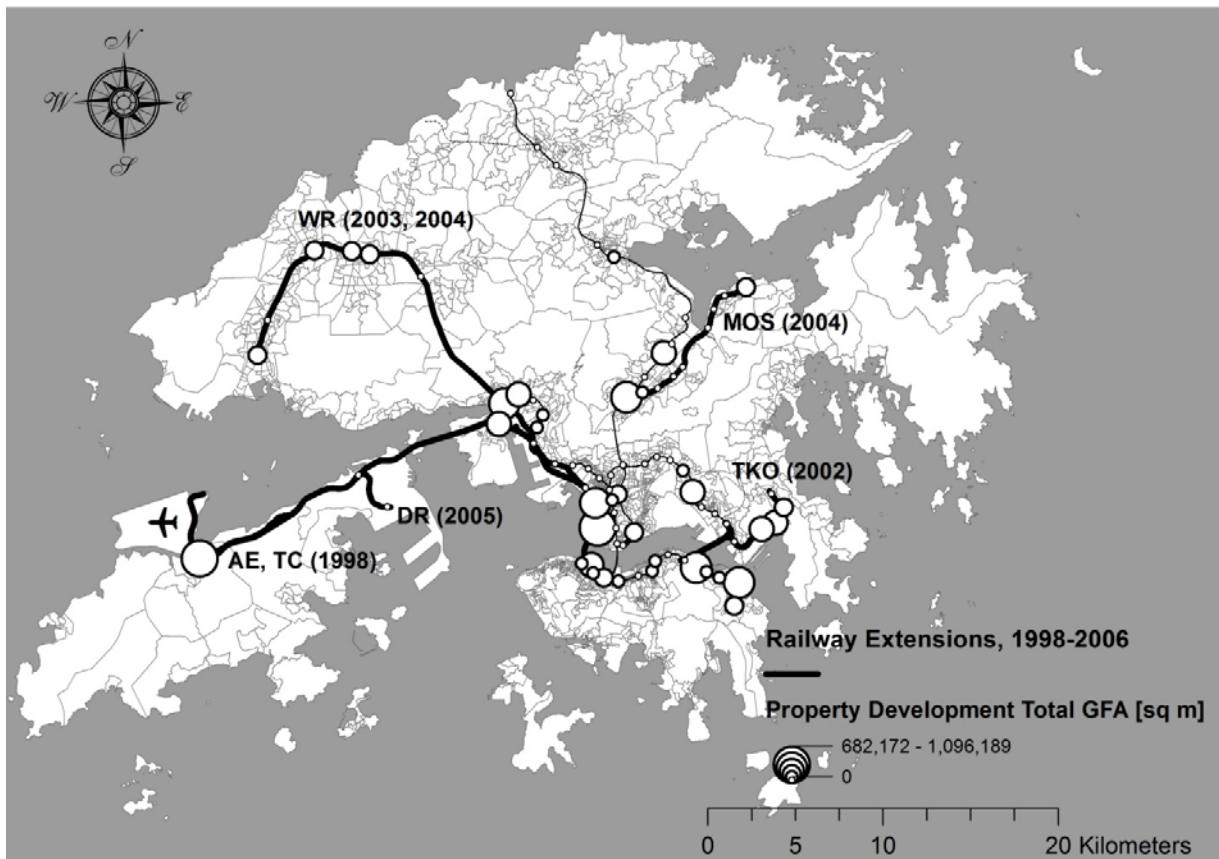 N
W E
S
WR (2003, 2004)
MOS (2004)
TKO (2002)
DR (2005)
AE, TC (1998)
Railway Extensions, 1998-2006
Property Development Total GFA [sq m]
682,172 - 1,096,189
0
0 5 10 20 Kilometers